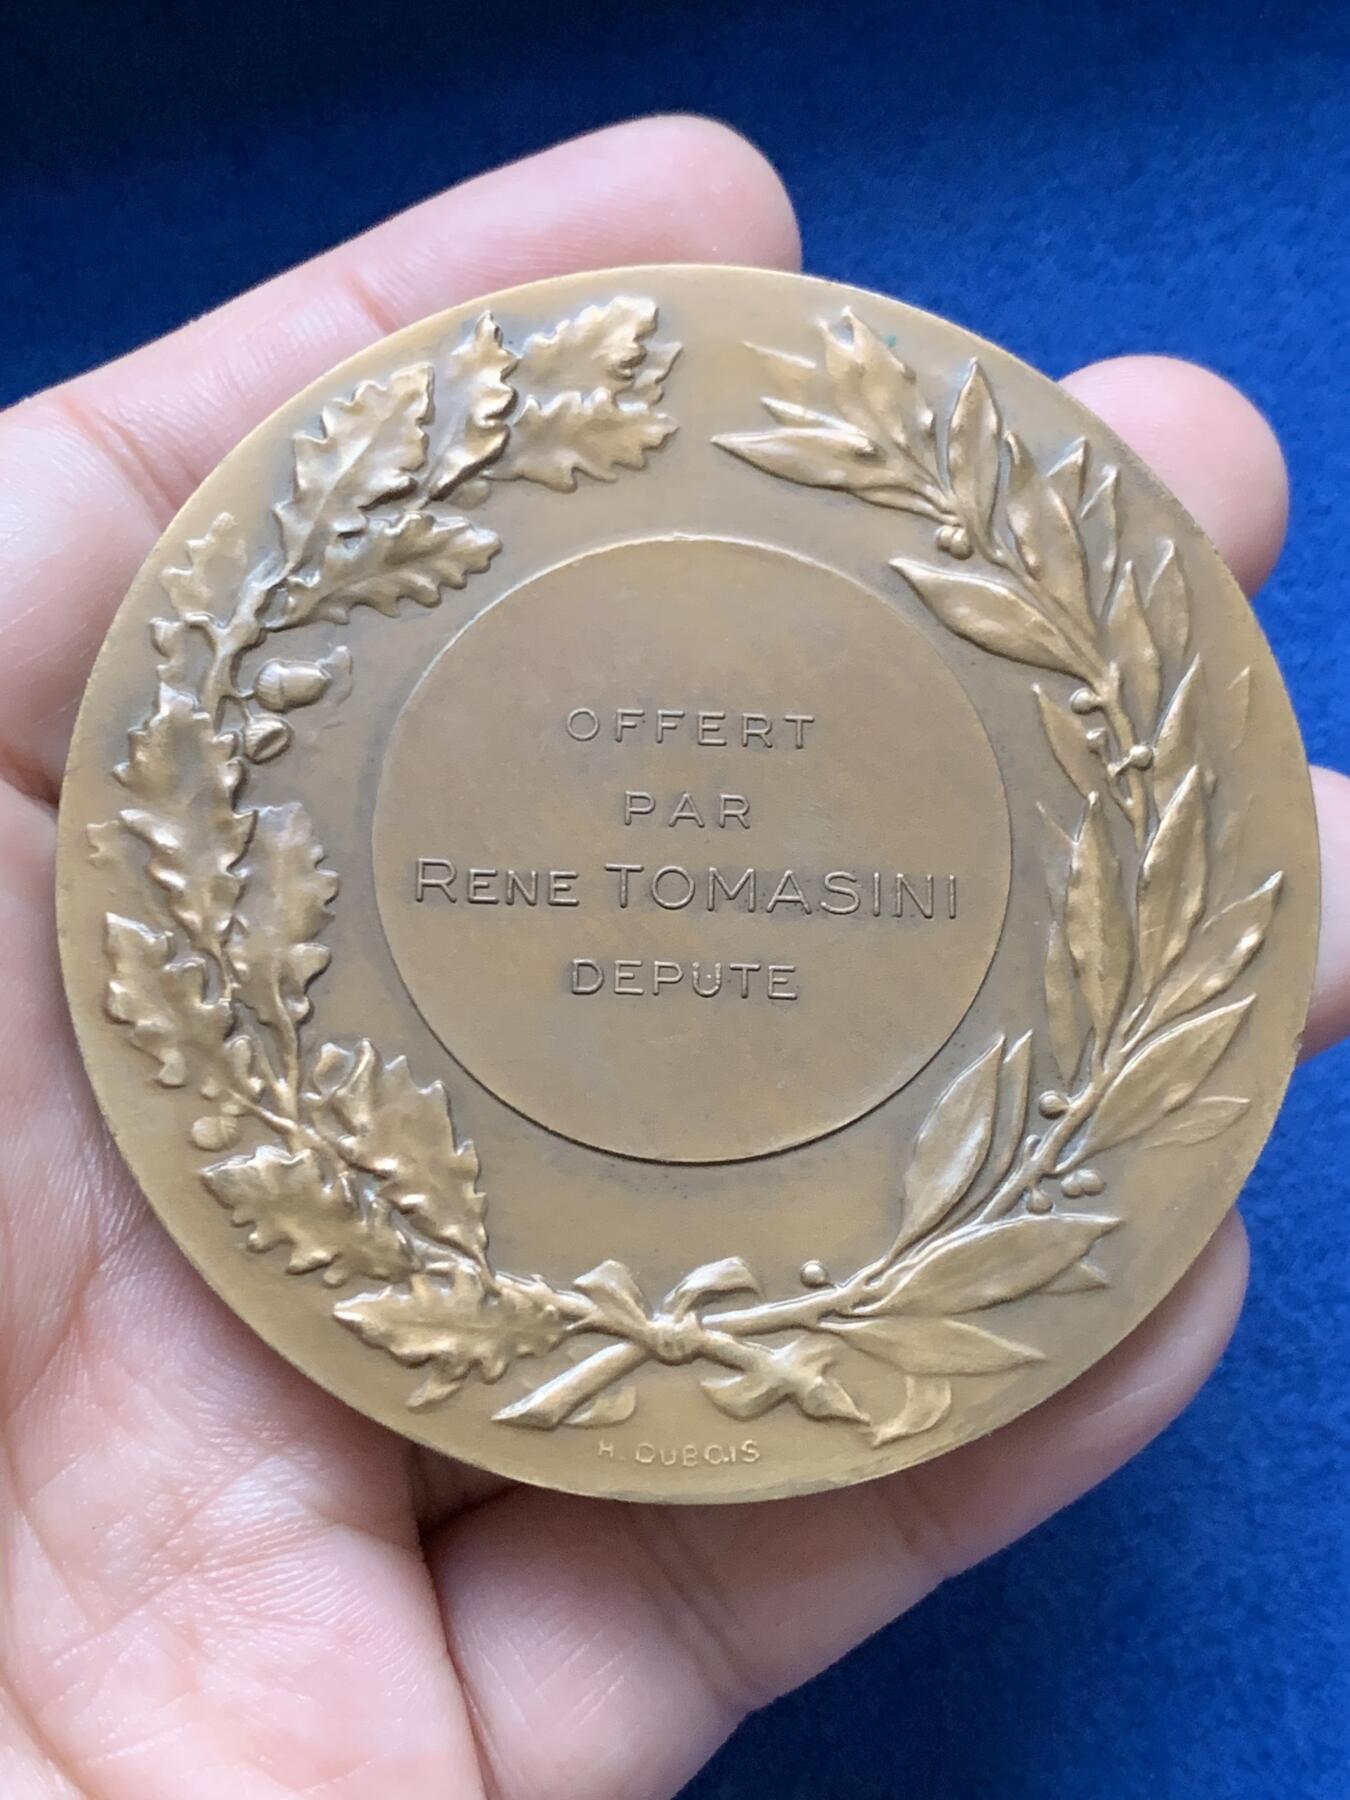 OFFERT
PAR
RENE TOMASINI
DEPUTE
H. DUBOIS